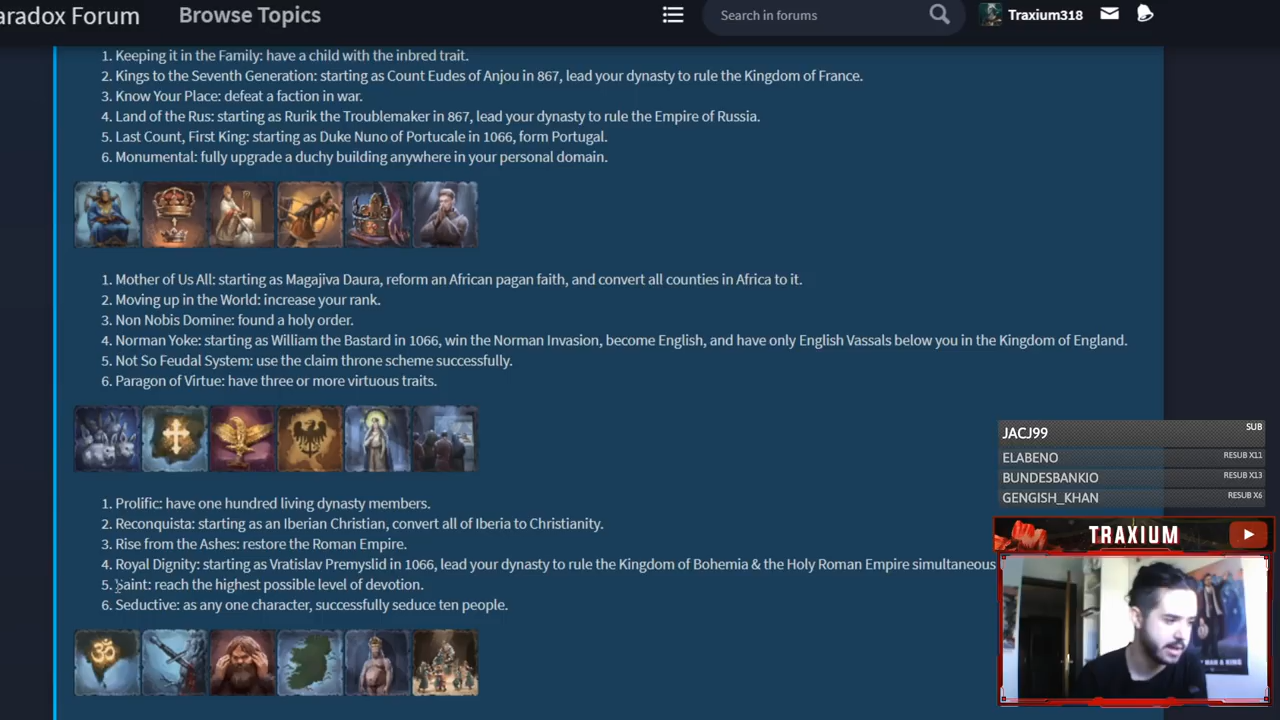 aradox Forum
Browse Topics
Search in forums
Traxium318
1. Keeping it in the Family: have a child with the inbred trait.
2. Kings to the Seventh Generation: starting as Count Eudes of Anjou in 867, lead your dynasty to rule the Kingdom of France.
3. Know Your Place: defeat a faction in war.
4. Land of the Rus: starting as Rurik the Troublemaker in 867, lead your dynasty to rule the Empire of Russia.
5. Last Count, First King: starting as Duke Nuno of Portucale in 1066, form Portugal.
6. Monumental: fully upgrade a duchy building anywhere in your personal domain.
1. Mother of Us All: starting as Magajiva Daura, reform an African pagan faith, and convert all counties in Africa to it.
2. Moving up in the World: increase your rank.
3. Non Nobis Domine: found a holy order.
4. Norman Yoke: starting as William the Bastard in 1066, win the Norman Invasion, become English, and have only English Vassals below you in the Kingdom of England.
5. Not So Feudal System: use the claim throne scheme successfully.
6. Paragon of Virtue: have three or more virtuous traits.
1. Prolific: have one hundred living dynasty members.
2. Reconquista: starting as an Iberian Christian, convert all of Iberia to Christianity.
3. Rise from the Ashes: restore the Roman Empire.
4. Royal Dignity: starting as Vratislav Premyslid in 1066, lead your dynasty to rule the Kingdom of Bohemia & the Holy Roman Empire simultaneous
5. Saint: reach the highest possible level of devotion.
6. Seductive: as any one character, successfully seduce ten people.
JACJ99 SUB
ELABENO RESUB X11
BUNDESBANKIO RESUB X13
GENGISH_KHAN RESUB X6
TRAXIUM